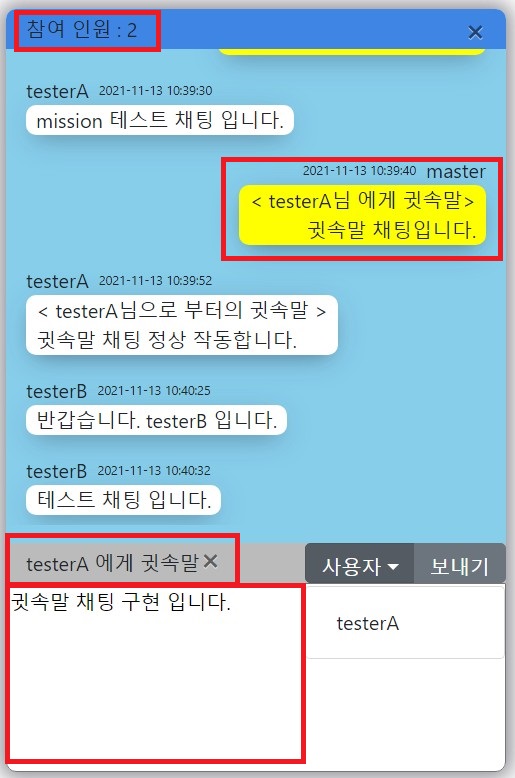 참여 인원 : 2 ×
testerA 2021-11-13 10:39:30
mission 테스트 채팅 입니다.
2021-11-13 10:39:40 master
< testerA님 에게 귓속말>
귓속말 채팅입니다.
testerA 2021-11-13 10:39:52
< testerA님으로 부터의 귓속말 >
귓속말 채팅 정상 작동합니다.
testerB 2021-11-13 10:40:25
반갑습니다. testerB 입니다.
testerB 2021-11-13 10:40:32
테스트 채팅 입니다.
testerA 에게 귓속말× 사용자 보내기
귓속말 채팅 구현 입니다.
testerA